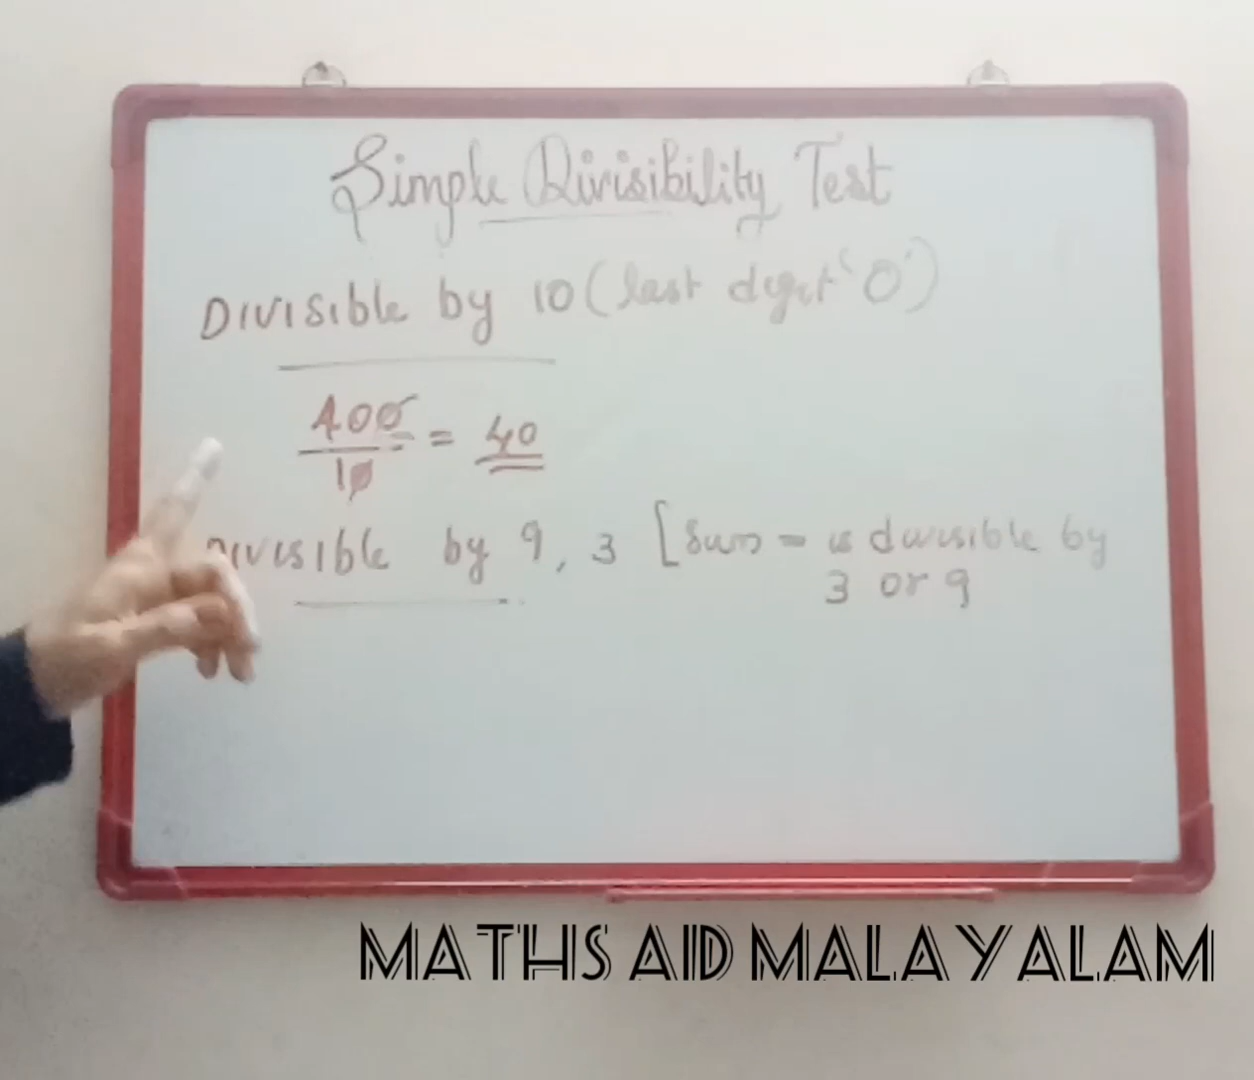 Simple Divisibility Test
Divisible by 10 (last digit '0')
400/10 = 40
Divisible by 9, 3 [Sum = is divisible by
3 or 9
MATHS AID MALAYALAM